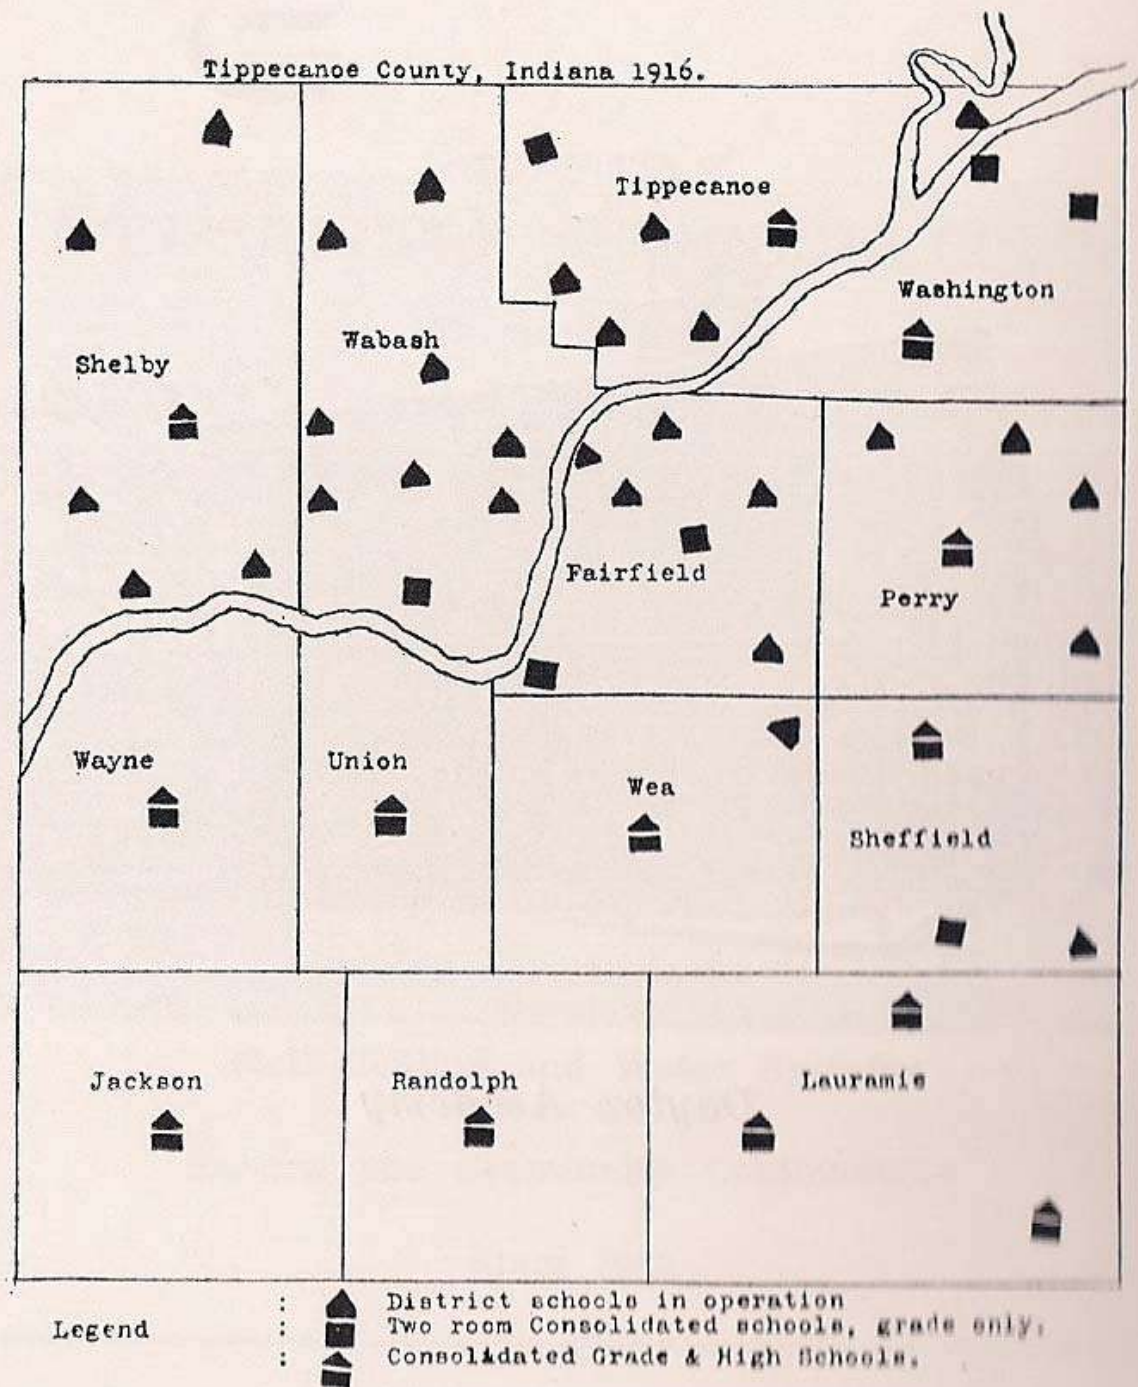 Tippecanoe County, Indiana 1916.
Tippecanoe
Washington
Wabash
Shelby
Fairfield
Perry
Wayne
Union
Wea
Sheffield
Jackson
Randolph
Lauramie
Legend
: District schools in operation
: Two room Consolidated schools, grade only.
: Consolidated Grade & High Schools.